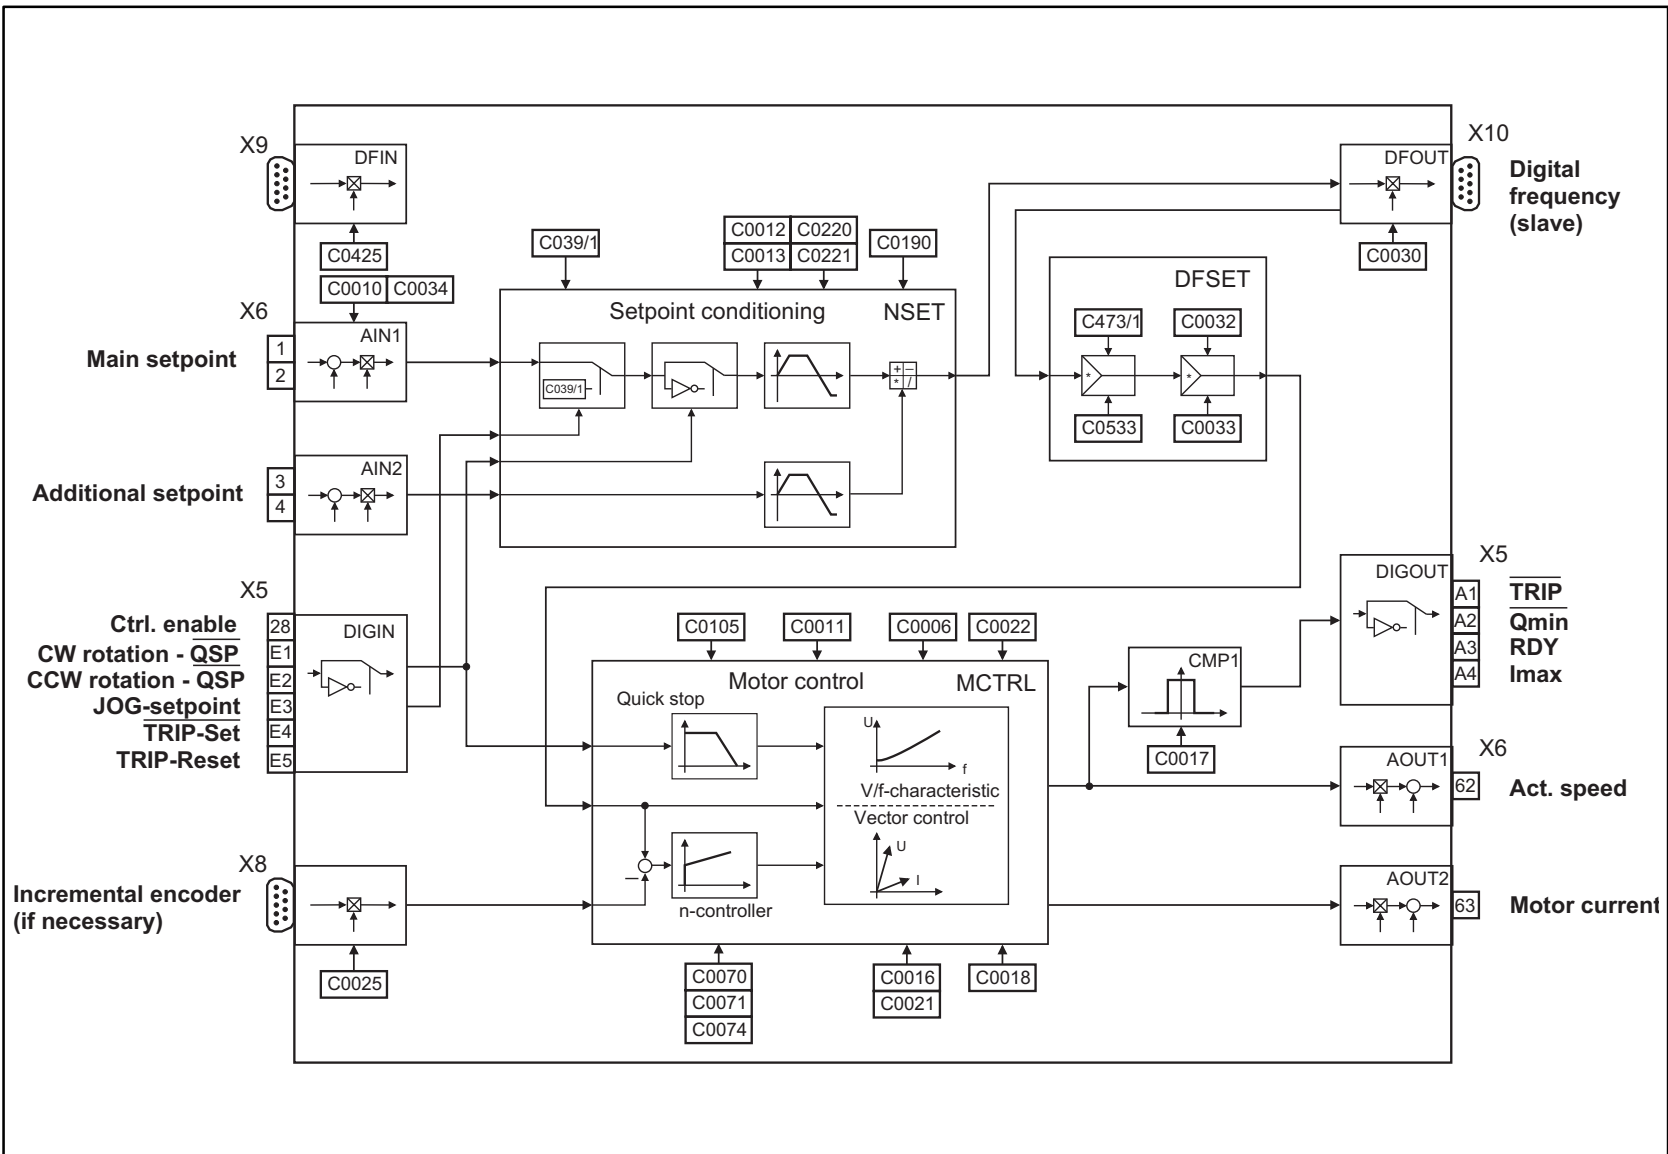 X9
DFIN
C0425
C0010 C0034
X6
Main setpoint
1
2
AIN1
Additional setpoint
3
4
AIN2
X5
Ctrl. enable 28
CW rotation - QSP E1
CCW rotation - QSP E2
JOG-setpoint E3
TRIP-Set E4
TRIP-Reset E5
DIGIN
X8
Incremental encoder
(if necessary)
C0025
C039/1
C0012 C0220
C0013 C0221
C0190
Setpoint conditioning NSET
C039/1
+ −
* /
DFSET
C473/1 C0032
* *
C0533 C0033
X10
DFOUT
Digital
frequency
(slave)
C0030
C0105 C0011 C0006 C0022
Motor control MCTRL
Quick stop
U
f
V/f-characteristic
Vector control
U
I
−
n-controller
C0070
C0071
C0074
C0016
C0021
C0018
CMP1
C0017
X5
DIGOUT
A1 TRIP
A2 Qmin
A3 RDY
A4 Imax
X6
AOUT1
62 Act. speed
AOUT2
63 Motor current